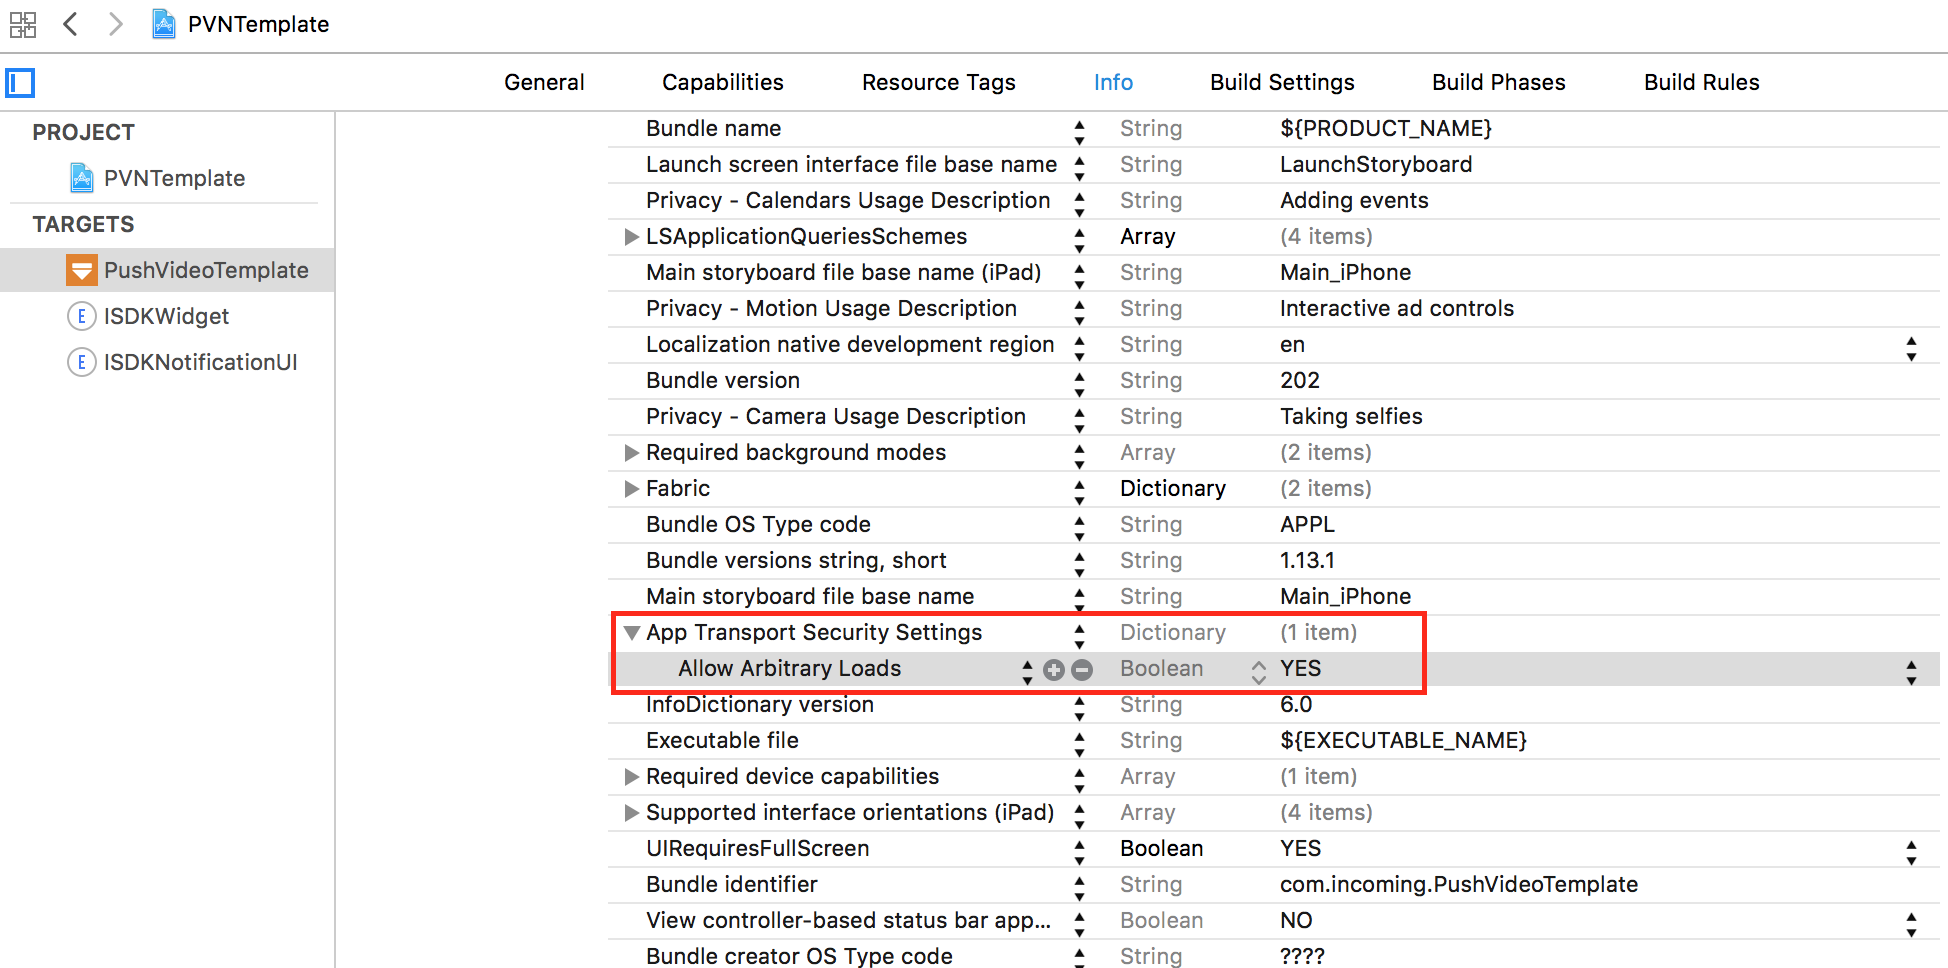 PVNTemplate
General Capabilities Resource Tags Info Build Settings Build Phases Build Rules
PROJECT
PVNTemplate
TARGETS
PushVideoTemplate
E ISDKWidget
E ISDKNotificationUI
Bundle name String ${PRODUCT_NAME}
Launch screen interface file base name String LaunchStoryboard
Privacy - Calendars Usage Description String Adding events
LSApplicationQueriesSchemes Array (4 items)
Main storyboard file base name (iPad) String Main_iPhone
Privacy - Motion Usage Description String Interactive ad controls
Localization native development region String en
Bundle version String 202
Privacy - Camera Usage Description String Taking selfies
Required background modes Array (2 items)
Fabric Dictionary (2 items)
Bundle OS Type code String APPL
Bundle versions string, short String 1.13.1
Main storyboard file base name String Main_iPhone
App Transport Security Settings Dictionary (1 item)
Allow Arbitrary Loads Boolean YES
InfoDictionary version String 6.0
Executable file String ${EXECUTABLE_NAME}
Required device capabilities Array (1 item)
Supported interface orientations (iPad) Array (4 items)
UIRequiresFullScreen Boolean YES
Bundle identifier String com.incoming.PushVideoTemplate
View controller-based status bar app... Boolean NO
Bundle creator OS Type code String ????